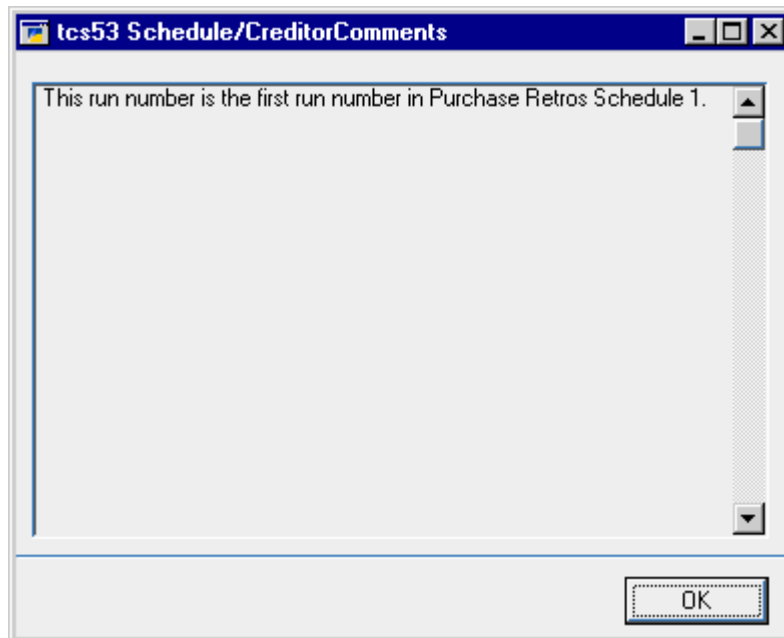 tcs53 Schedule/CreditorComments
This run number is the first run number in Purchase Retros Schedule 1.
OK